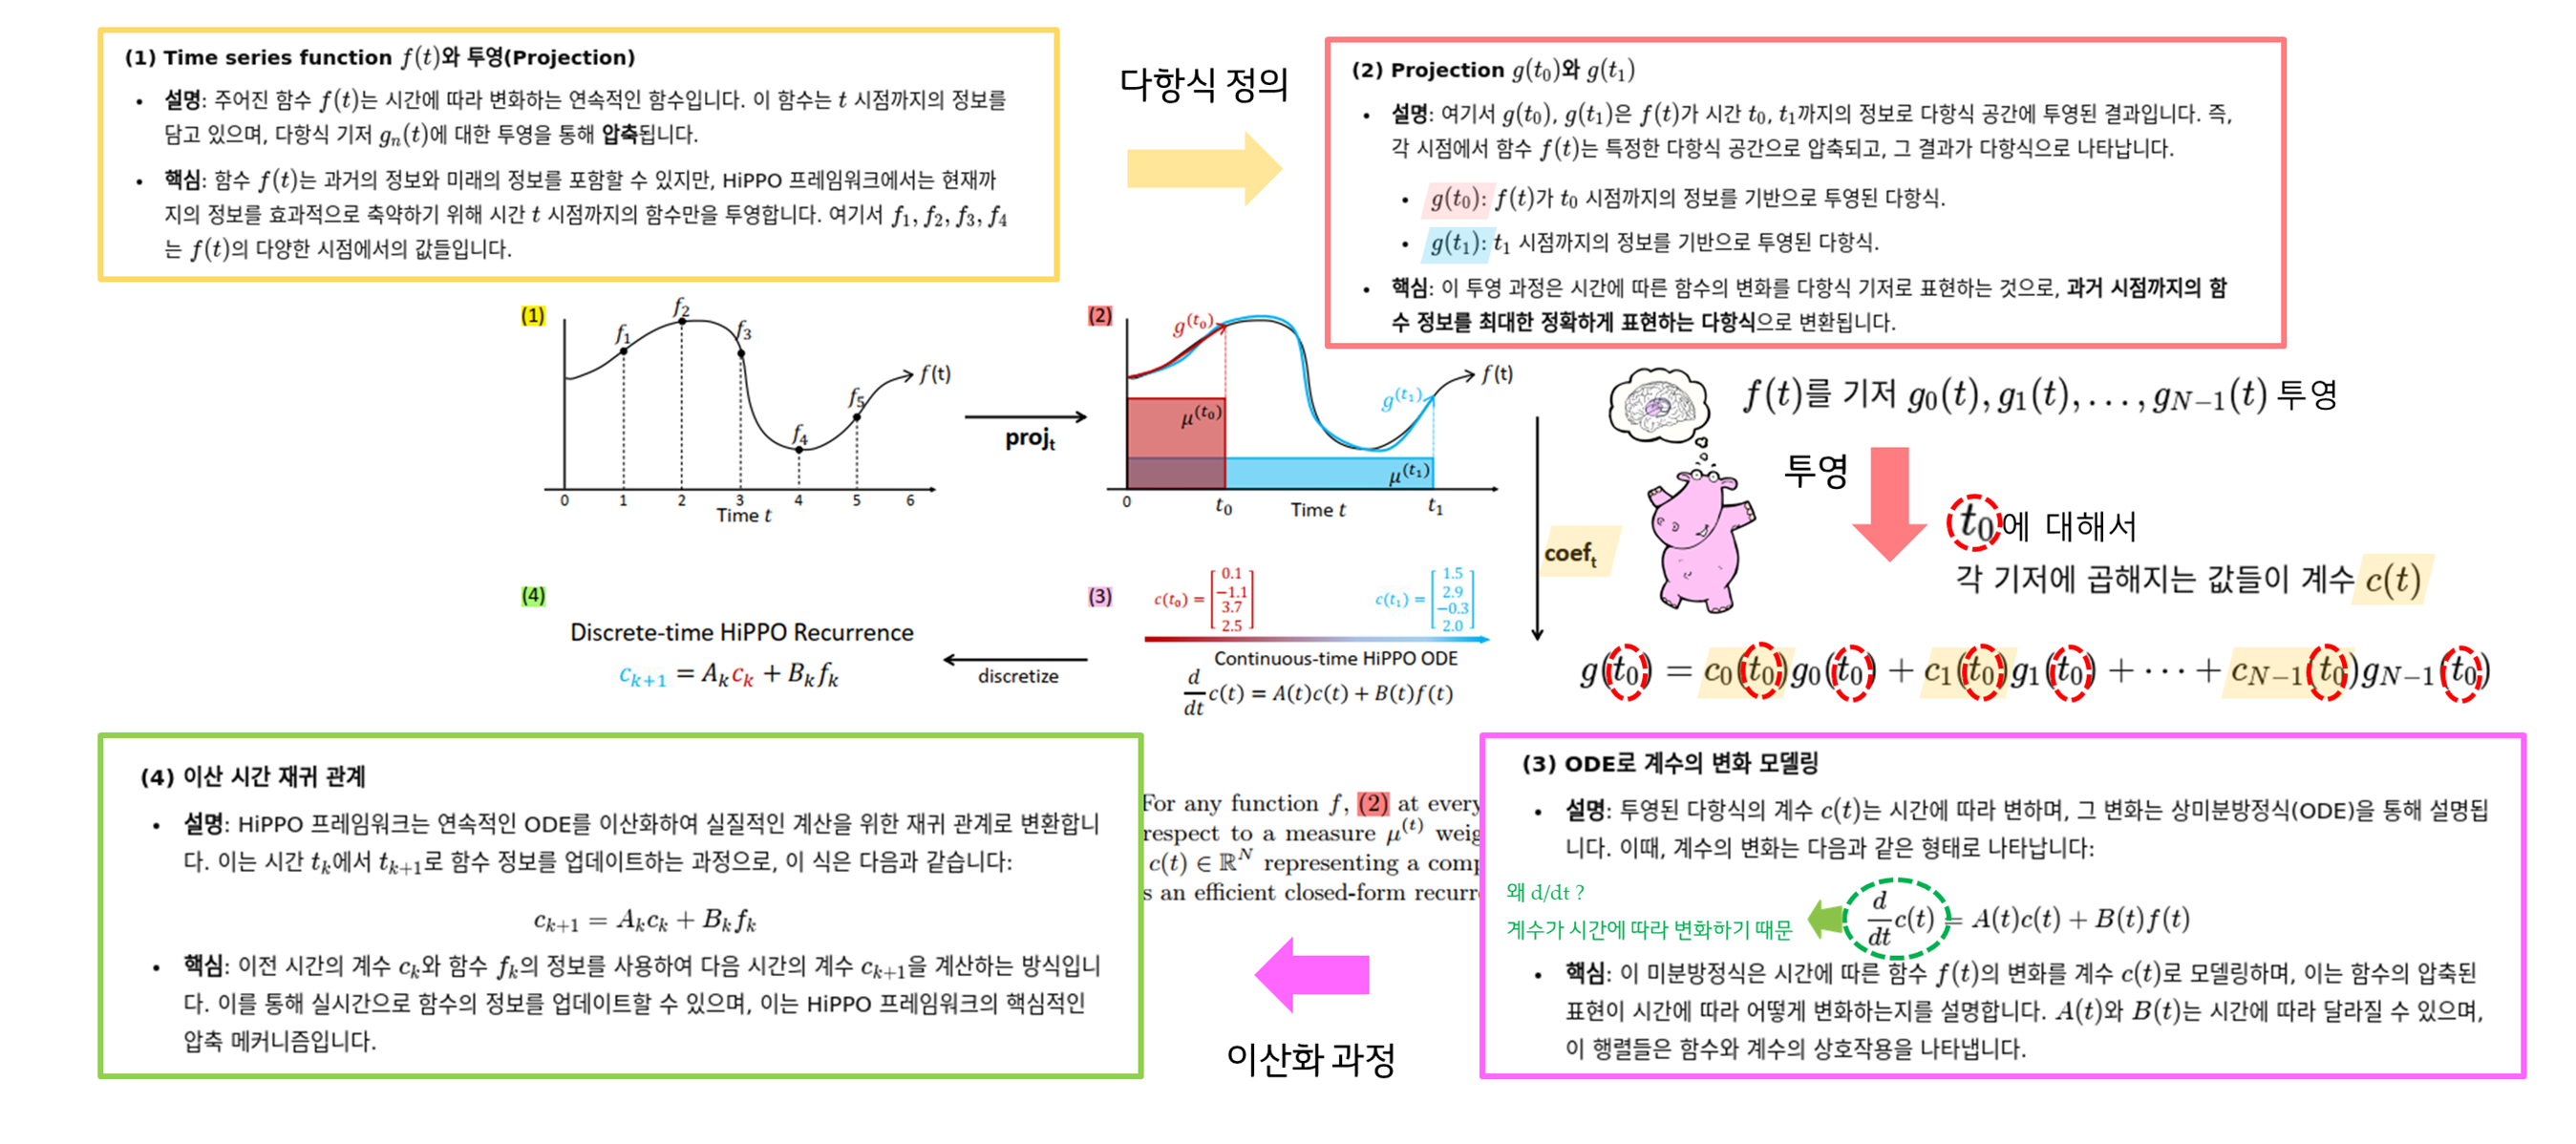 (1) Time series function f(t)와 투영(Projection)
• 설명: 주어진 함수 f(t)는 시간에 따라 변화하는 연속적인 함수입니다. 이 함수는 t 시점까지의 정보를
담고 있으며, 다항식 기저 gₙ(t)에 대한 투영을 통해 압축됩니다.
• 핵심: 함수 f(t)는 과거의 정보와 미래의 정보를 포함할 수 있지만, HiPPO 프레임워크에서는 현재까
지의 정보를 효과적으로 축약하기 위해 시간 t 시점까지의 함수만을 투영합니다. 여기서 f₁, f₂, f₃, f₄
는 f(t)의 다양한 시점에서의 값들입니다.
다항식 정의
(2) Projection g(t₀)와 g(t₁)
• 설명: 여기서 g(t₀), g(t₁)은 f(t)가 시간 t₀, t₁까지의 정보로 다항식 공간에 투영된 결과입니다. 즉,
각 시점에서 함수 f(t)는 특정한 다항식 공간으로 압축되고, 그 결과가 다항식으로 나타납니다.
• g(t₀): f(t)가 t₀ 시점까지의 정보를 기반으로 투영된 다항식.
• g(t₁): t₁ 시점까지의 정보를 기반으로 투영된 다항식.
• 핵심: 이 투영 과정은 시간에 따른 함수의 변화를 다항식 기저로 표현하는 것으로, 과거 시점까지의 함
수 정보를 최대한 정확하게 표현하는 다항식으로 변환됩니다.
(1)
f₁
f₂
f₃
f₄
f₅
f(t)
0 1 2 3 4 5 6
Time t
projₜ
(2)
g^(t₀)
μ^(t₀)
g^(t₁)
μ^(t₁)
f(t)
0 t₀ Time t t₁
coefₜ
f(t)를 기저 g₀(t), g₁(t), . . . , g_{N−1}(t) 투영
투영
t₀에 대해서
각 기저에 곱해지는 값들이 계수 c(t)
g(t₀) = c₀(t₀)g₀(t₀) + c₁(t₀)g₁(t₀) + ⋯ + c_{N−1}(t₀)g_{N−1}(t₀)
(3)
c(t₀) = [0.1 −1.1 3.7 2.5]
c(t₁) = [1.5 2.9 −0.3 2.0]
Continuous-time HiPPO ODE
d/dt c(t) = A(t)c(t) + B(t)f(t)
discretize
(4)
Discrete-time HiPPO Recurrence
c_{k+1} = A_k c_k + B_k f_k
(4) 이산 시간 재귀 관계
• 설명: HiPPO 프레임워크는 연속적인 ODE를 이산화하여 실질적인 계산을 위한 재귀 관계로 변환합니
다. 이는 시간 t_k에서 t_{k+1}로 함수 정보를 업데이트하는 과정으로, 이 식은 다음과 같습니다:
c_{k+1} = A_k c_k + B_k f_k
• 핵심: 이전 시간의 계수 c_k와 함수 f_k의 정보를 사용하여 다음 시간의 계수 c_{k+1}을 계산하는 방식입니
다. 이를 통해 실시간으로 함수의 정보를 업데이트할 수 있으며, 이는 HiPPO 프레임워크의 핵심적인
압축 메커니즘입니다.
For any function f, (2) at every
respect to a measure μ^(t) weig
c(t) ∈ ℝ^N representing a comp
s an efficient closed-form recurr
이산화 과정
(3) ODE로 계수의 변화 모델링
• 설명: 투영된 다항식의 계수 c(t)는 시간에 따라 변하며, 그 변화는 상미분방정식(ODE)을 통해 설명됩
니다. 이때, 계수의 변화는 다음과 같은 형태로 나타납니다:
왜 d/dt ?
계수가 시간에 따라 변화하기 때문
d/dt c(t) = A(t)c(t) + B(t)f(t)
• 핵심: 이 미분방정식은 시간에 따른 함수 f(t)의 변화를 계수 c(t)로 모델링하며, 이는 함수의 압축된
표현이 시간에 따라 어떻게 변화하는지를 설명합니다. A(t)와 B(t)는 시간에 따라 달라질 수 있으며,
이 행렬들은 함수와 계수의 상호작용을 나타냅니다.